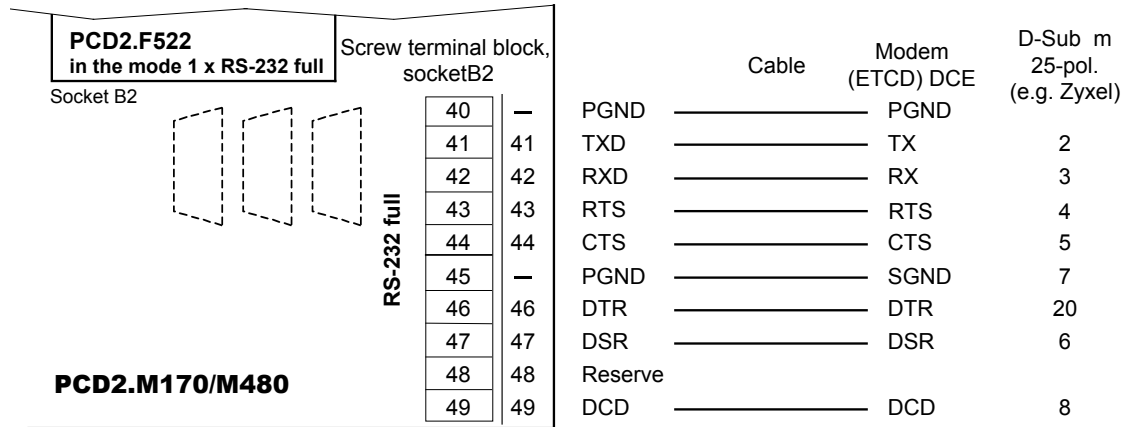 PCD2.F522
in the mode 1 x RS-232 full
Socket B2
Screw terminal block,
socketB2
Cable
Modem
(ETCD) DCE
D-Sub m
25-pol.
(e.g. Zyxel)
RS-232 full
40 – PGND PGND
41 41 TXD TX 2
42 42 RXD RX 3
43 43 RTS RTS 4
44 44 CTS CTS 5
45 – PGND SGND 7
46 46 DTR DTR 20
47 47 DSR DSR 6
48 48 Reserve
49 49 DCD DCD 8
PCD2.M170/M480